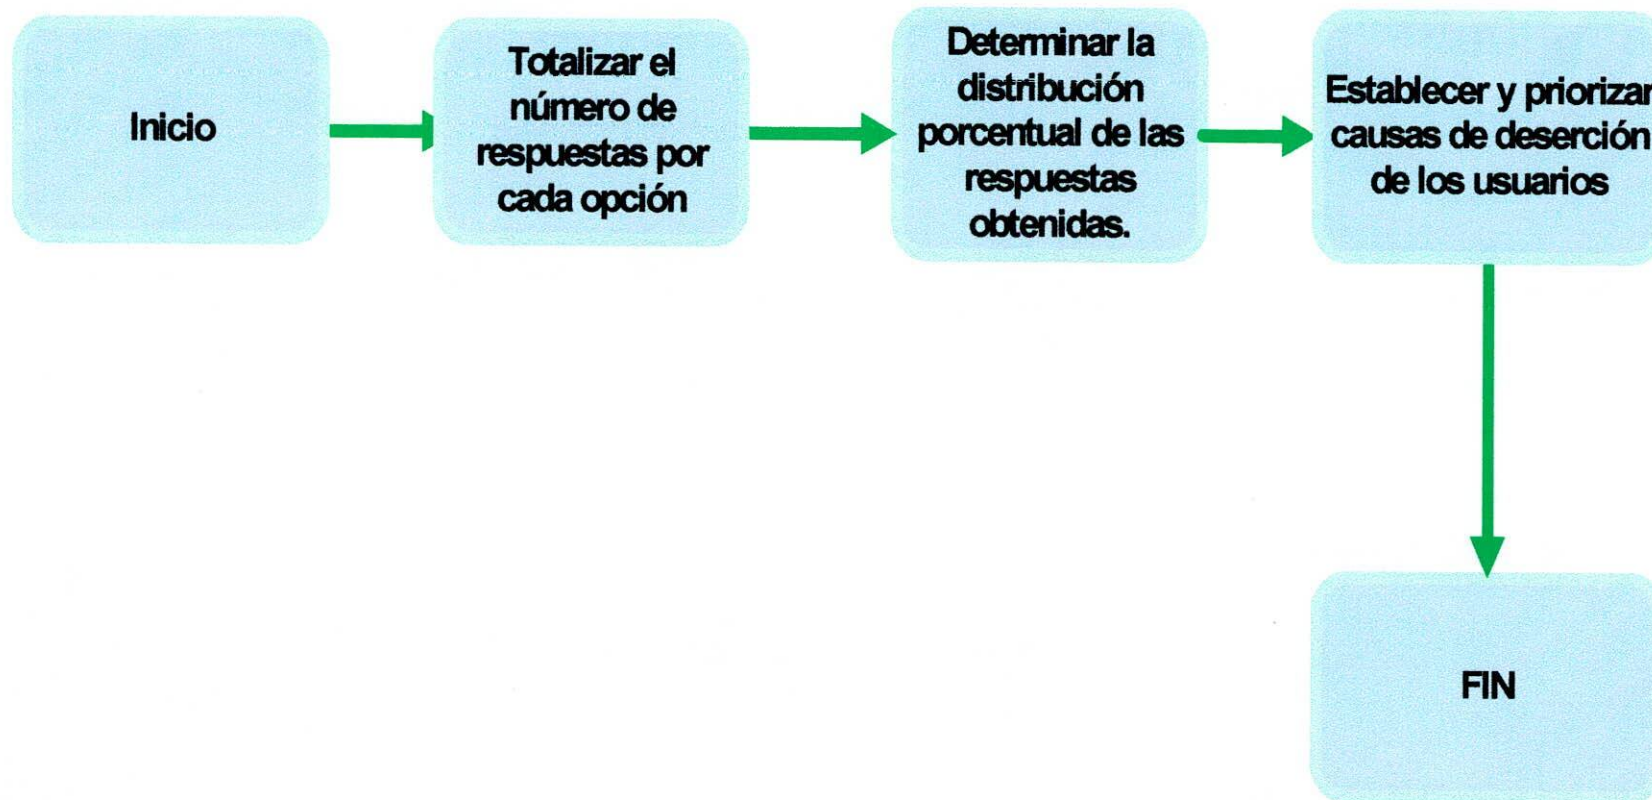 Inicio
Totalizar el
número de
respuestas por
cada opción
Determinar la
distribución
porcentual de las
respuestas
obtenidas.
Establecer y priorizar
causas de deserción
de los usuarios
FIN